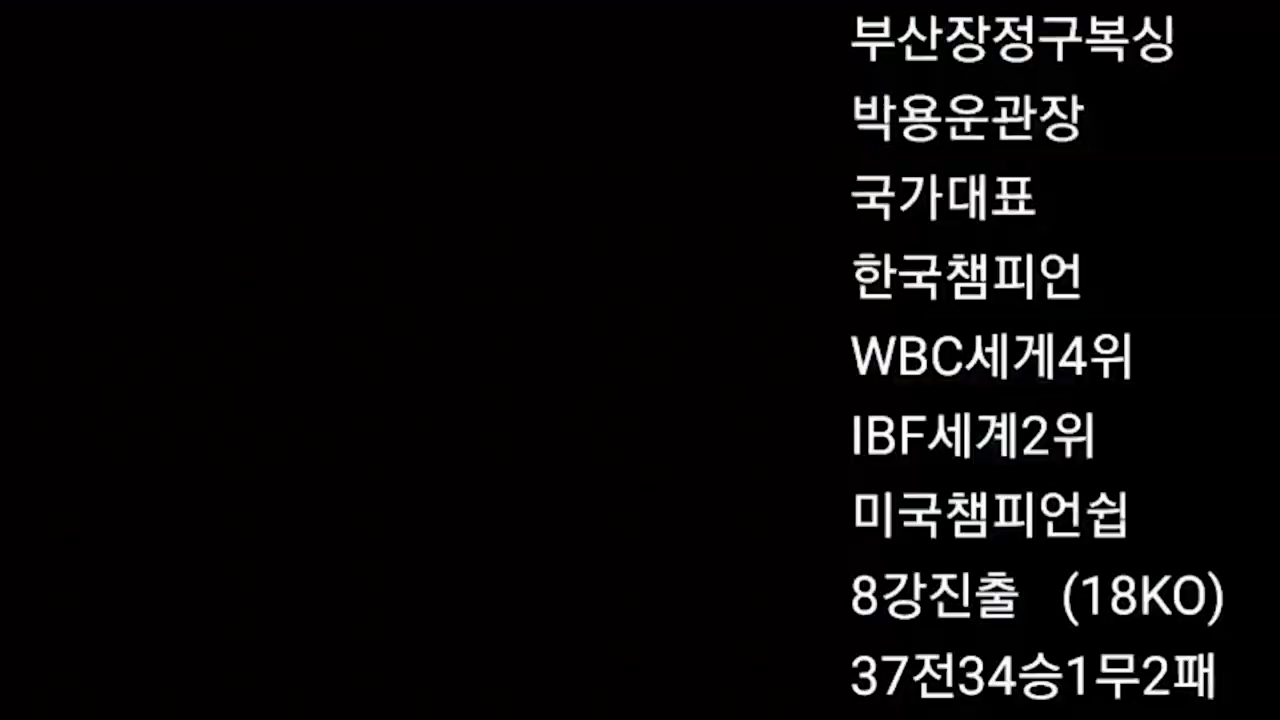 부산장정구복싱
박용운관장
국가대표
한국챔피언
WBC세게4위
IBF세계2위
미국챔피언쉽
8강진출 (18KO)
37전34승1무2패